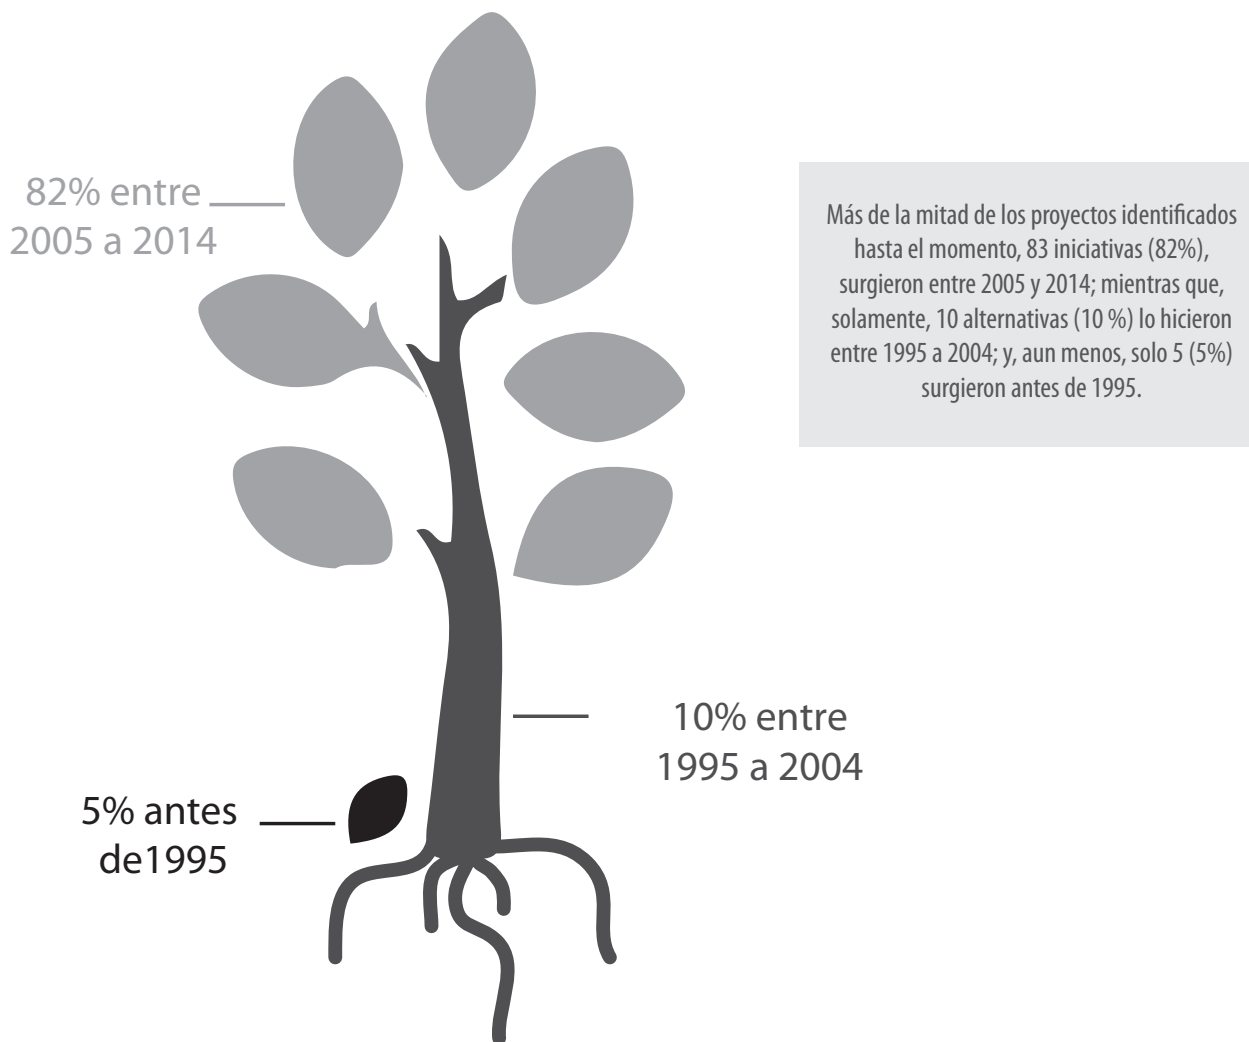 82% entre
2005 a 2014
Más de la mitad de los proyectos identificados
hasta el momento, 83 iniciativas (82%),
surgieron entre 2005 y 2014; mientras que,
solamente, 10 alternativas (10 %) lo hicieron
entre 1995 a 2004; y, aun menos, solo 5 (5%)
surgieron antes de 1995.
10% entre
1995 a 2004
5% antes
de1995